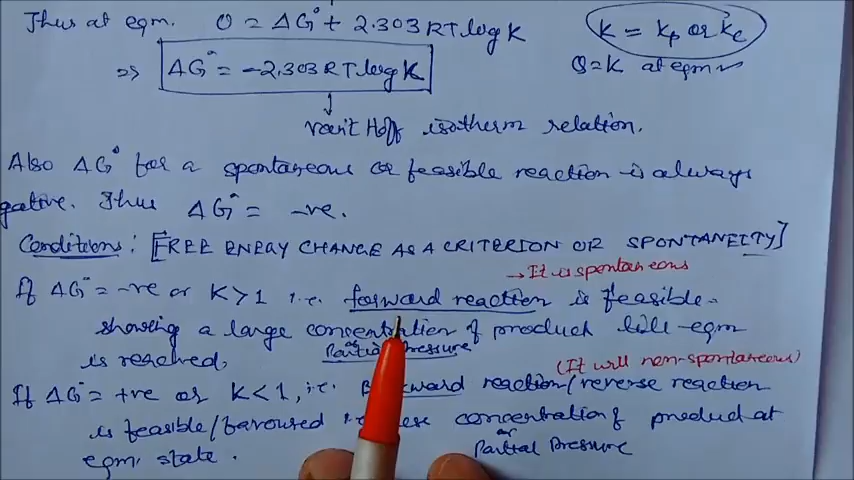 Thus at eqm. 0 = ΔG° + 2.303 RT log K
K = Kp or Kc
⇒ ΔG° = -2.303 RT log K
Q=K at eqm
van't Hoff isotherm relation.
Also ΔG° for a spontaneous or feasible reaction is always
gative. Thus ΔG° = -ve.
Conditions: [FREE ENERGY CHANGE AS A CRITERION OR SPONTANEITY]
→ It is spontaneous
If ΔG° = -ve or K>1 i.e. forward reaction is feasible
showing a large concentration of product till eqm
or Partial Pressure
is reached,
(It will non-spontaneous)
If ΔG° = +ve or K<1, i.e. Backward reaction/reverse reaction
is feasible/favoured concentration of product at
or Partial Pressure
eqm. state.